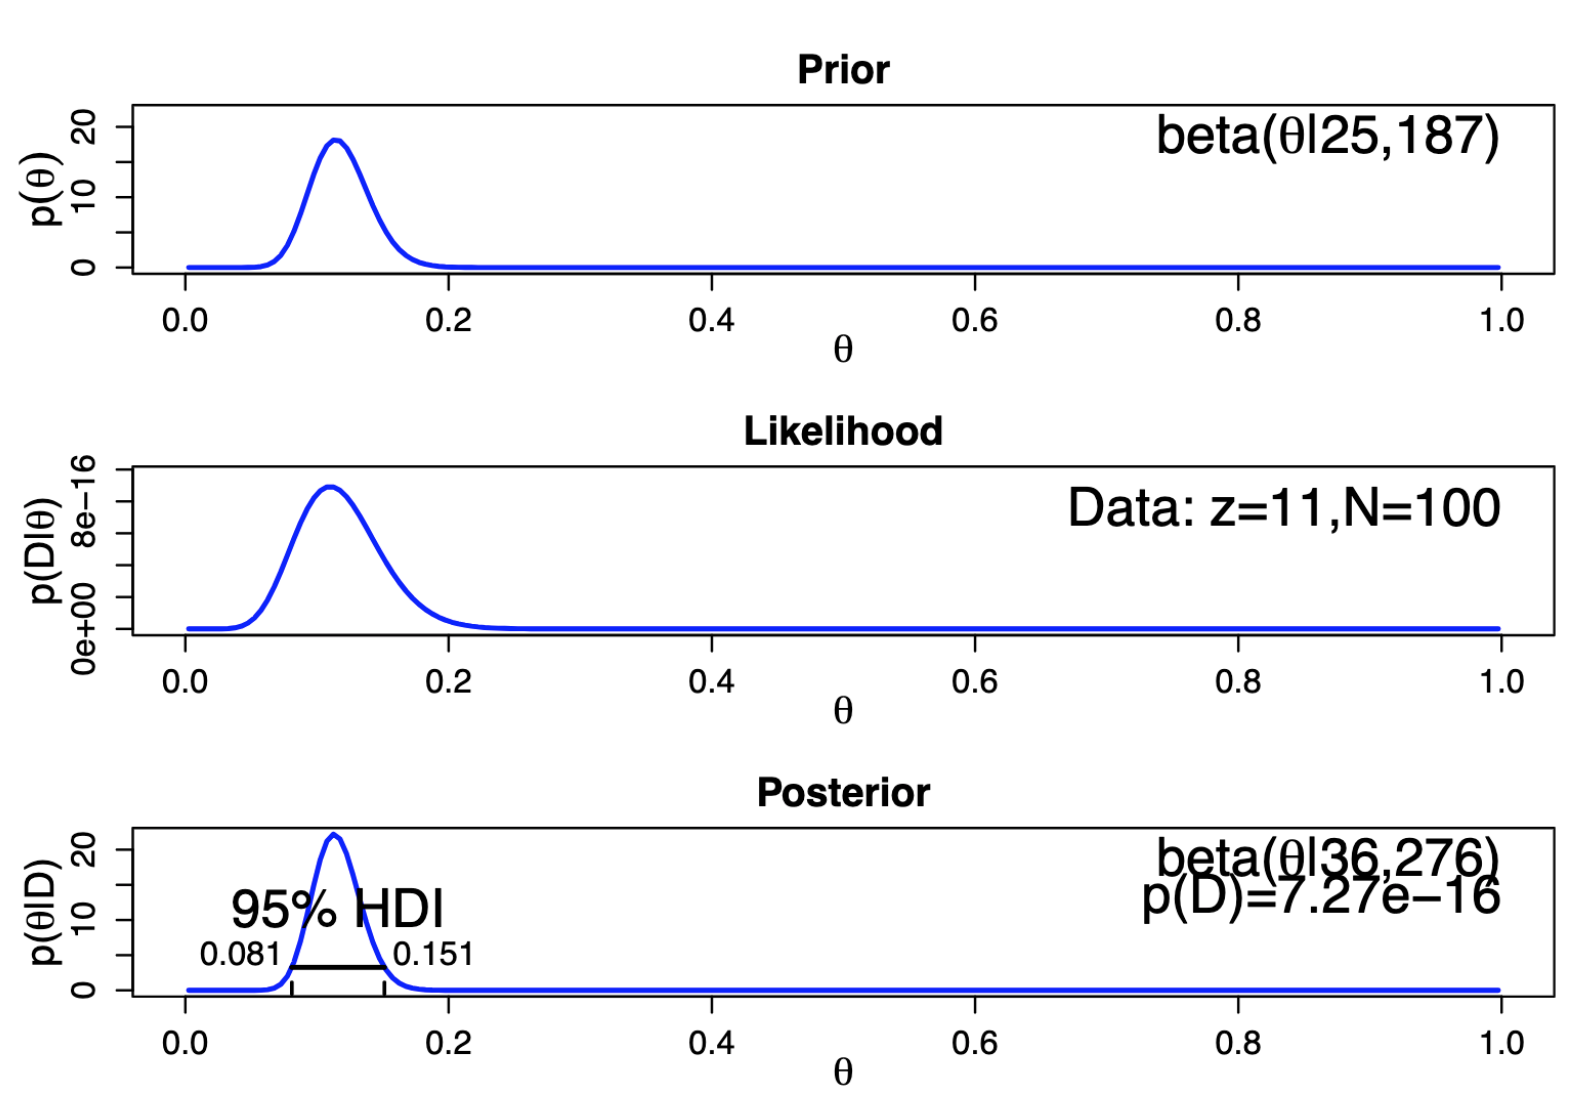 Prior
beta(θ|25,187)
p(θ)
0 10 20
0.0 0.2 0.4 0.6 0.8 1.0
θ
Likelihood
Data: z=11,N=100
p(D|θ)
0e+00 8e−16
0.0 0.2 0.4 0.6 0.8 1.0
θ
Posterior
beta(θ|36,276)
p(D)=7.27e−16
95% HDI
0.081 0.151
p(θ|D)
0 10 20
0.0 0.2 0.4 0.6 0.8 1.0
θ